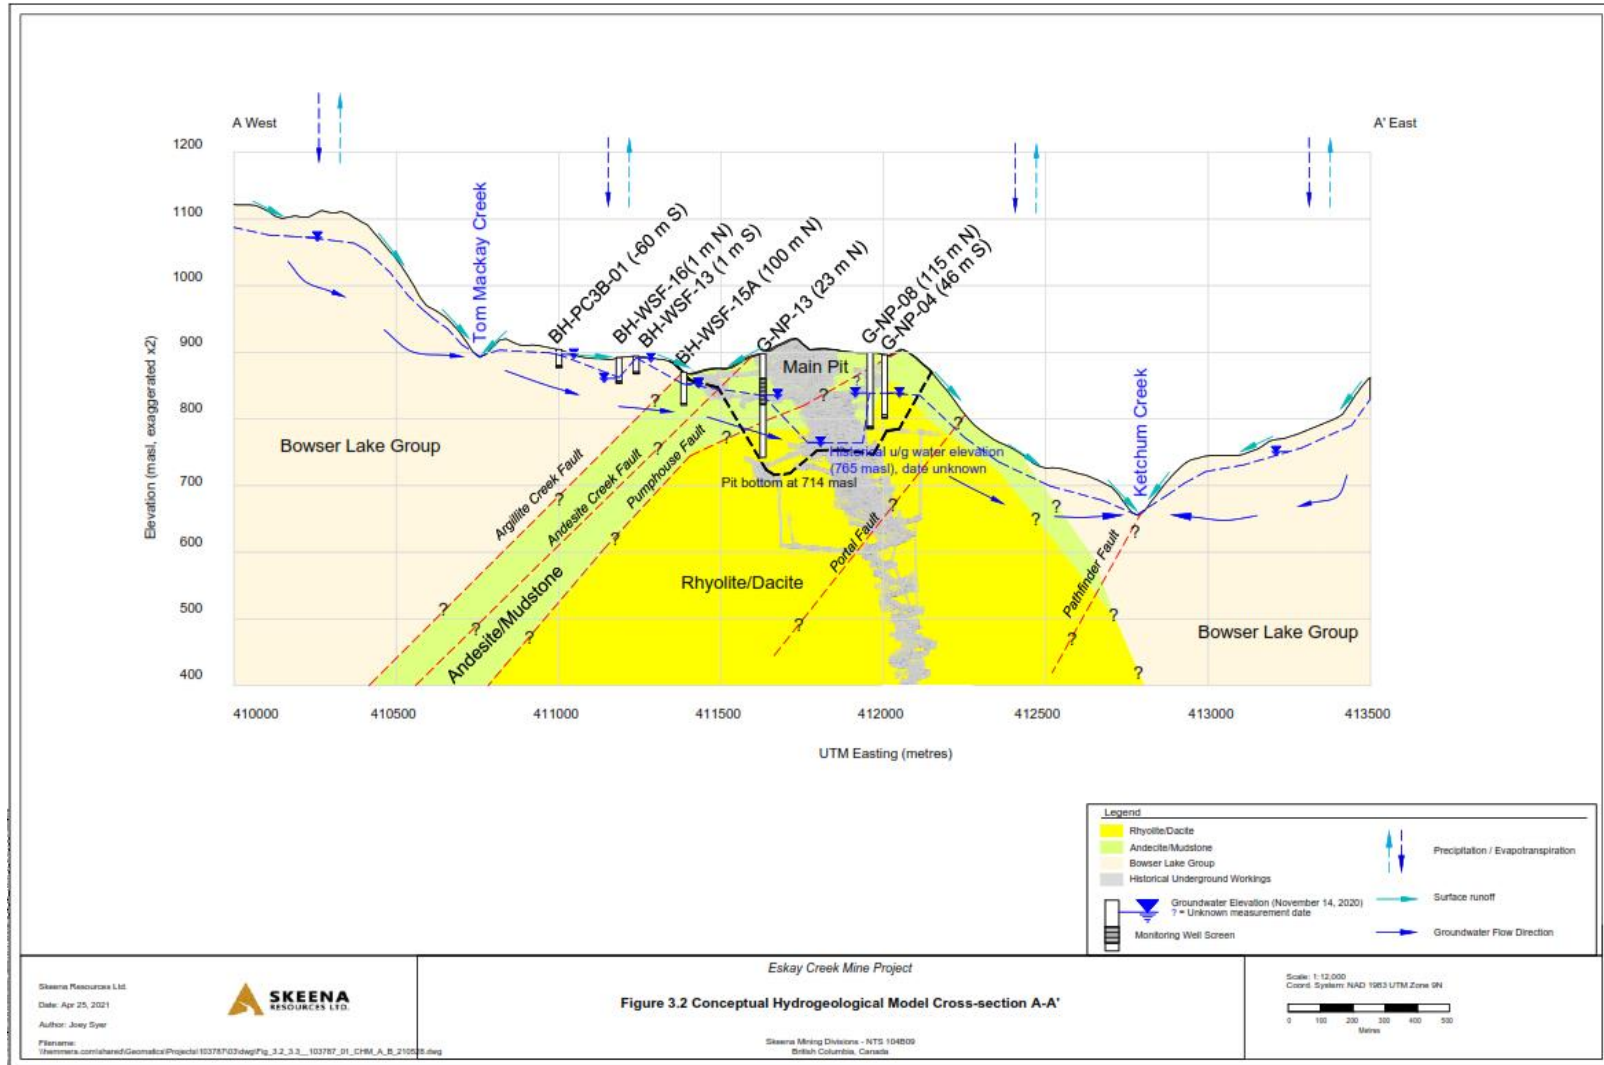 A West
A' East
1200
1100
1000
900
800
700
600
500
400
Elevation (masl, exaggerated x2)
Tom Mackay Creek
BH-PC3B-01 (-60 m S)
BH-WSF-16(1 m N)
BH-WSF-13 (1 m S)
BH-WSF-15A (100 m N)
G-NP-13 (23 m N)
G-NP-08 (115 m N)
G-NP-04 (46 m S)
Main Pit
Ketchum Creek
Bowser Lake Group
Historical u/g water elevation
(765 masl), date unknown
Pit bottom at 714 masl
Argillite Creek Fault
Andesite Creek Fault
Pumphouse Fault
Portal Fault
Pathfinder Fault
Andesite/Mudstone
Rhyolite/Dacite
Bowser Lake Group
? ? ? ? ? ? ? ? ? ? ? ? ? ? ? ? ? ? ? ?
410000 410500 411000 411500 412000 412500 413000 413500
UTM Easting (metres)
Legend
Rhyolite/Dacite
Andecite/Mudstone
Bowser Lake Group
Historical Underground Workings
Groundwater Elevation (November 14, 2020)
? = Unknown measurement date
Monitoring Well Screen
Precipitation / Evapotranspiration
Surface runoff
Groundwater Flow Direction
Skeena Resources Ltd.
Date: Apr 25, 2021
Author: Joey Syer
Filename:
SKEENA
RESOURCES LTD.
Eskay Creek Mine Project
Figure 3.2 Conceptual Hydrogeological Model Cross-section A-A'
Skeena Mining Divisions - NTS 104B09
British Columbia, Canada
Scale: 1:12,000
Coord. System: NAD 1983 UTM Zone 9N
0 100 200 300 400 500
Metres